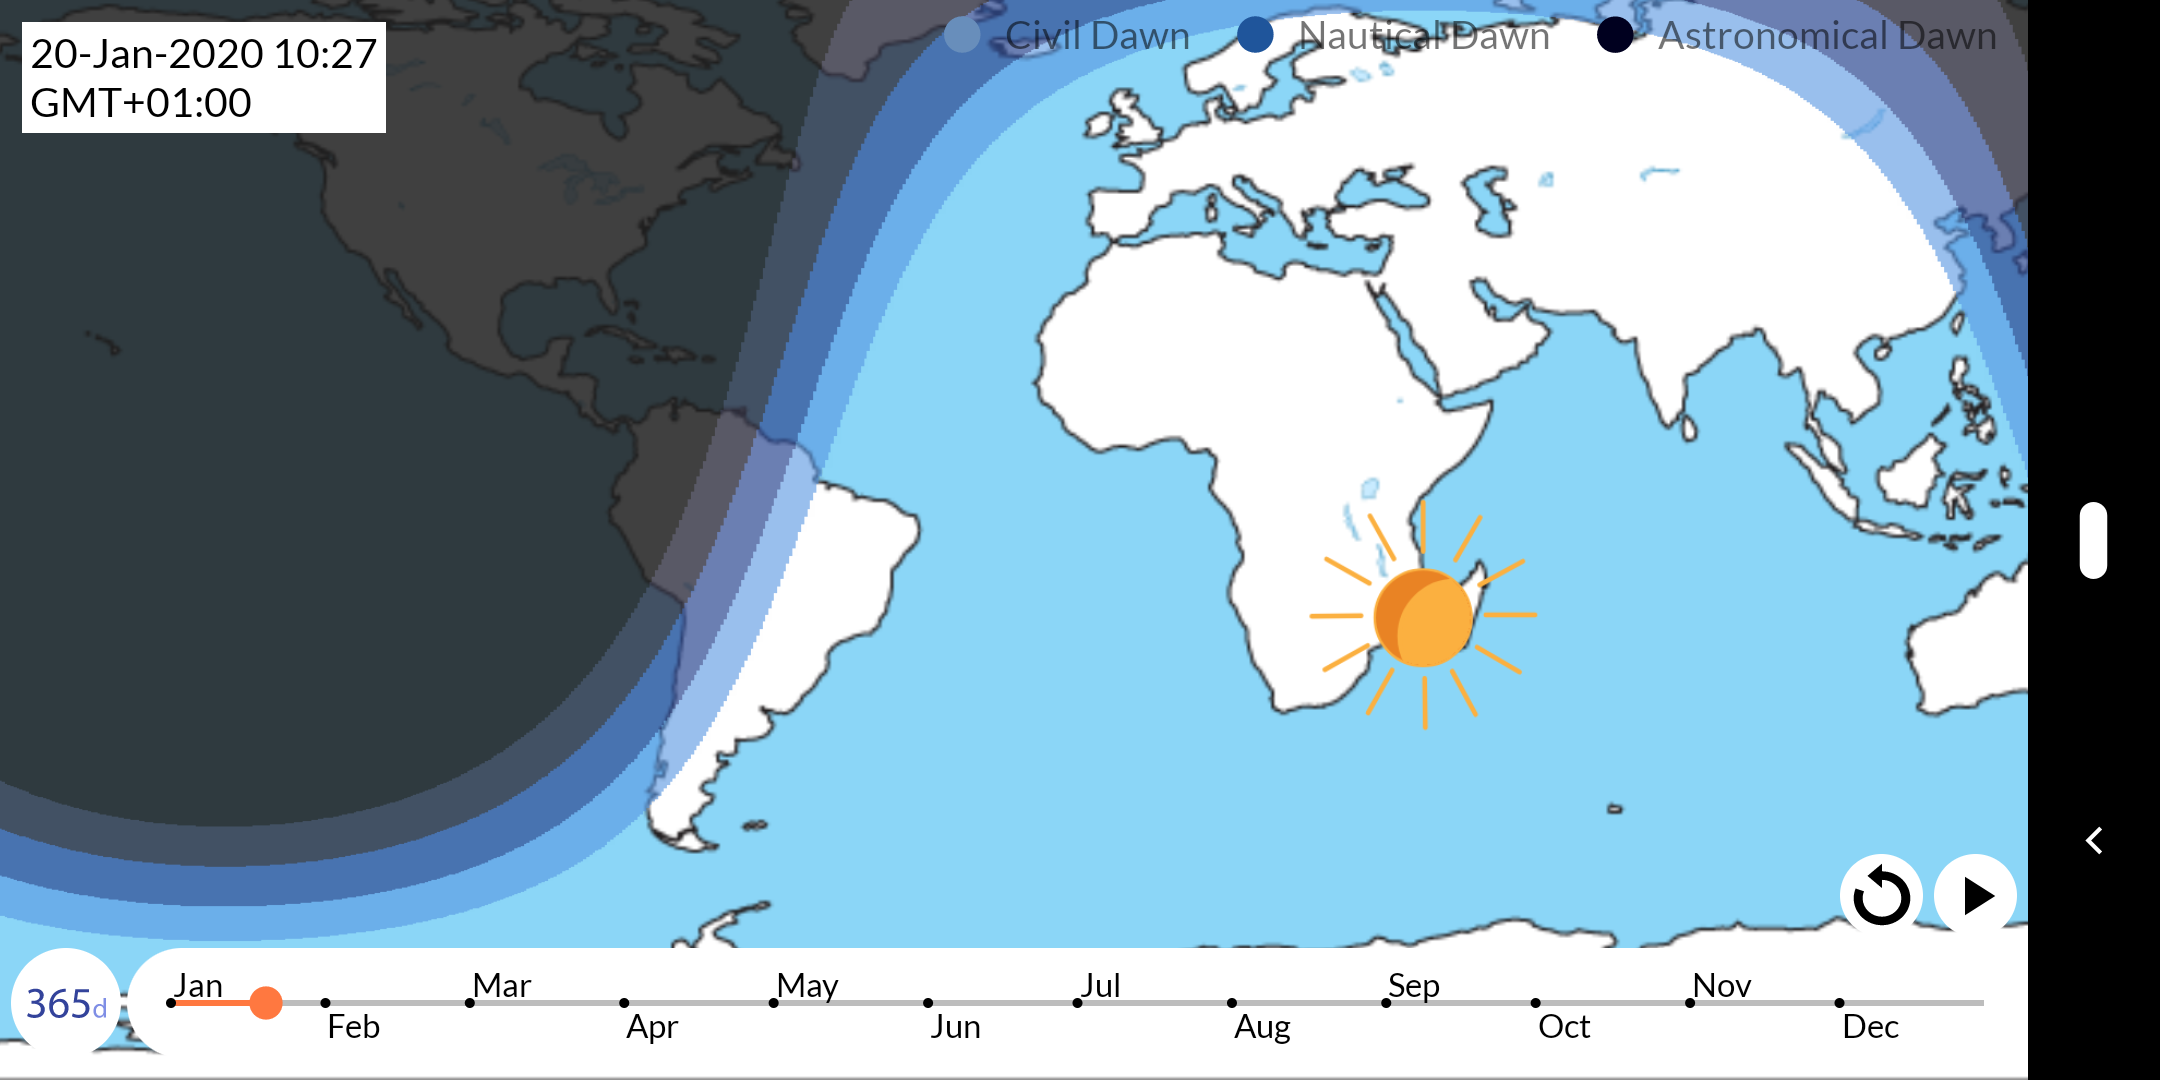 20-Jan-2020 10:27
GMT+01:00
Civil Dawn
Nautical Dawn
Astronomical Dawn
365d
Jan
Feb
Mar
Apr
May
Jun
Jul
Aug
Sep
Oct
Nov
Dec